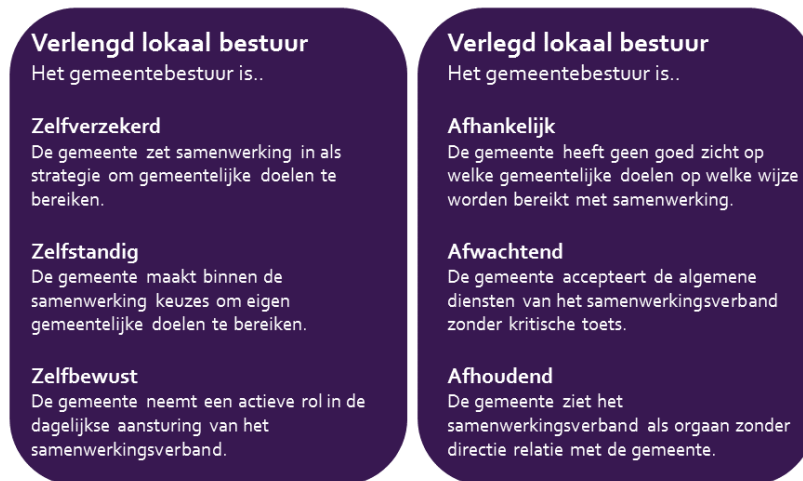 Verlengd lokaal bestuur
Het gemeentebestuur is..
Zelfverzekerd
De gemeente zet samenwerking in als
strategie om gemeentelijke doelen te
bereiken.
Zelfstandig
De gemeente maakt binnen de
samenwerking keuzes om eigen
gemeentelijke doelen te bereiken.
Zelfbewust
De gemeente neemt een actieve rol in de
dagelijkse aansturing van het
samenwerkingsverband.
Verlegd lokaal bestuur
Het gemeentebestuur is..
Afhankelijk
De gemeente heeft geen goed zicht op
welke gemeentelijke doelen op welke wijze
worden bereikt met samenwerking.
Afwachtend
De gemeente accepteert de algemene
diensten van het samenwerkingsverband
zonder kritische toets.
Afhoudend
De gemeente ziet het
samenwerkingsverband als orgaan zonder
directie relatie met de gemeente.